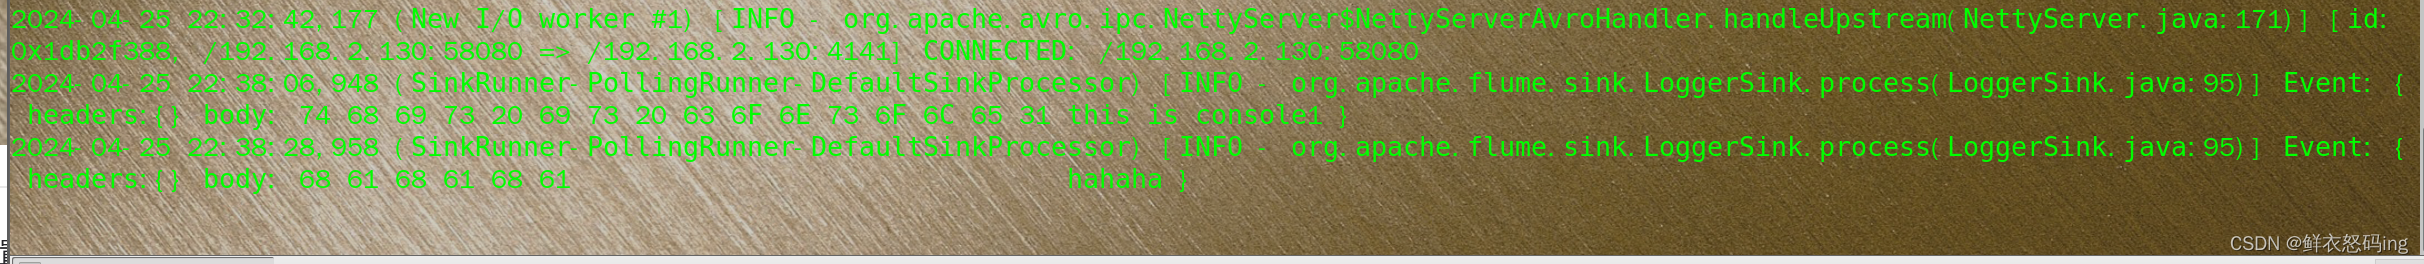 2024-04-25 22:32:42,177 (New I/O worker #1) [INFO - org.apache.avro.ipc.NettyServer$NettyServerAvroHandler.handleUpstream(NettyServer.java:171)] [id:
0x1db2f388, /192.168.2.130:58080 => /192.168.2.130:4141] CONNECTED: /192.168.2.130:58080
2024-04-25 22:38:06,948 (SinkRunner-PollingRunner-DefaultSinkProcessor) [INFO - org.apache.flume.sink.LoggerSink.process(LoggerSink.java:95)] Event: {
headers:{} body: 74 68 69 73 20 69 73 20 63 6F 6E 73 6F 6C 65 31 this is console1 }
2024-04-25 22:38:28,958 (SinkRunner-PollingRunner-DefaultSinkProcessor) [INFO - org.apache.flume.sink.LoggerSink.process(LoggerSink.java:95)] Event: {
headers:{} body: 68 61 68 61 68 61 hahaha }
CSDN @鲜衣怒码ing